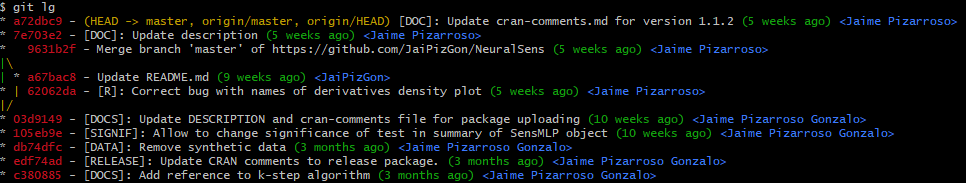 $ git lg
* a72dbc9 - (HEAD -> master, origin/master, origin/HEAD) [DOC]: Update cran-comments.md for version 1.1.2 (5 weeks ago) <Jaime Pizarroso>
* 7e703e2 - [DOC]: Update description (5 weeks ago) <Jaime Pizarroso>
*   9631b2f - Merge branch 'master' of https://github.com/JaiPizGon/NeuralSens (5 weeks ago) <Jaime Pizarroso>
|\
| * a67bac8 - Update README.md (9 weeks ago) <JaiPizGon>
* | 62062da - [R]: Correct bug with names of derivatives density plot (5 weeks ago) <Jaime Pizarroso>
|/
* 03d9149 - [DOCS]: Update DESCRIPTION and cran-comments file for package uploading (10 weeks ago) <Jaime Pizarroso Gonzalo>
* 105eb9e - [SIGNIF]: Allow to change significance of test in summary of SensMLP object (10 weeks ago) <Jaime Pizarroso Gonzalo>
* db74dfc - [DATA]: Remove synthetic data (3 months ago) <Jaime Pizarroso Gonzalo>
* edf74ad - [RELEASE]: Update CRAN comments to release package. (3 months ago) <Jaime Pizarroso Gonzalo>
* c380885 - [DOCS]: Add reference to k-step algorithm (3 months ago) <Jaime Pizarroso Gonzalo>